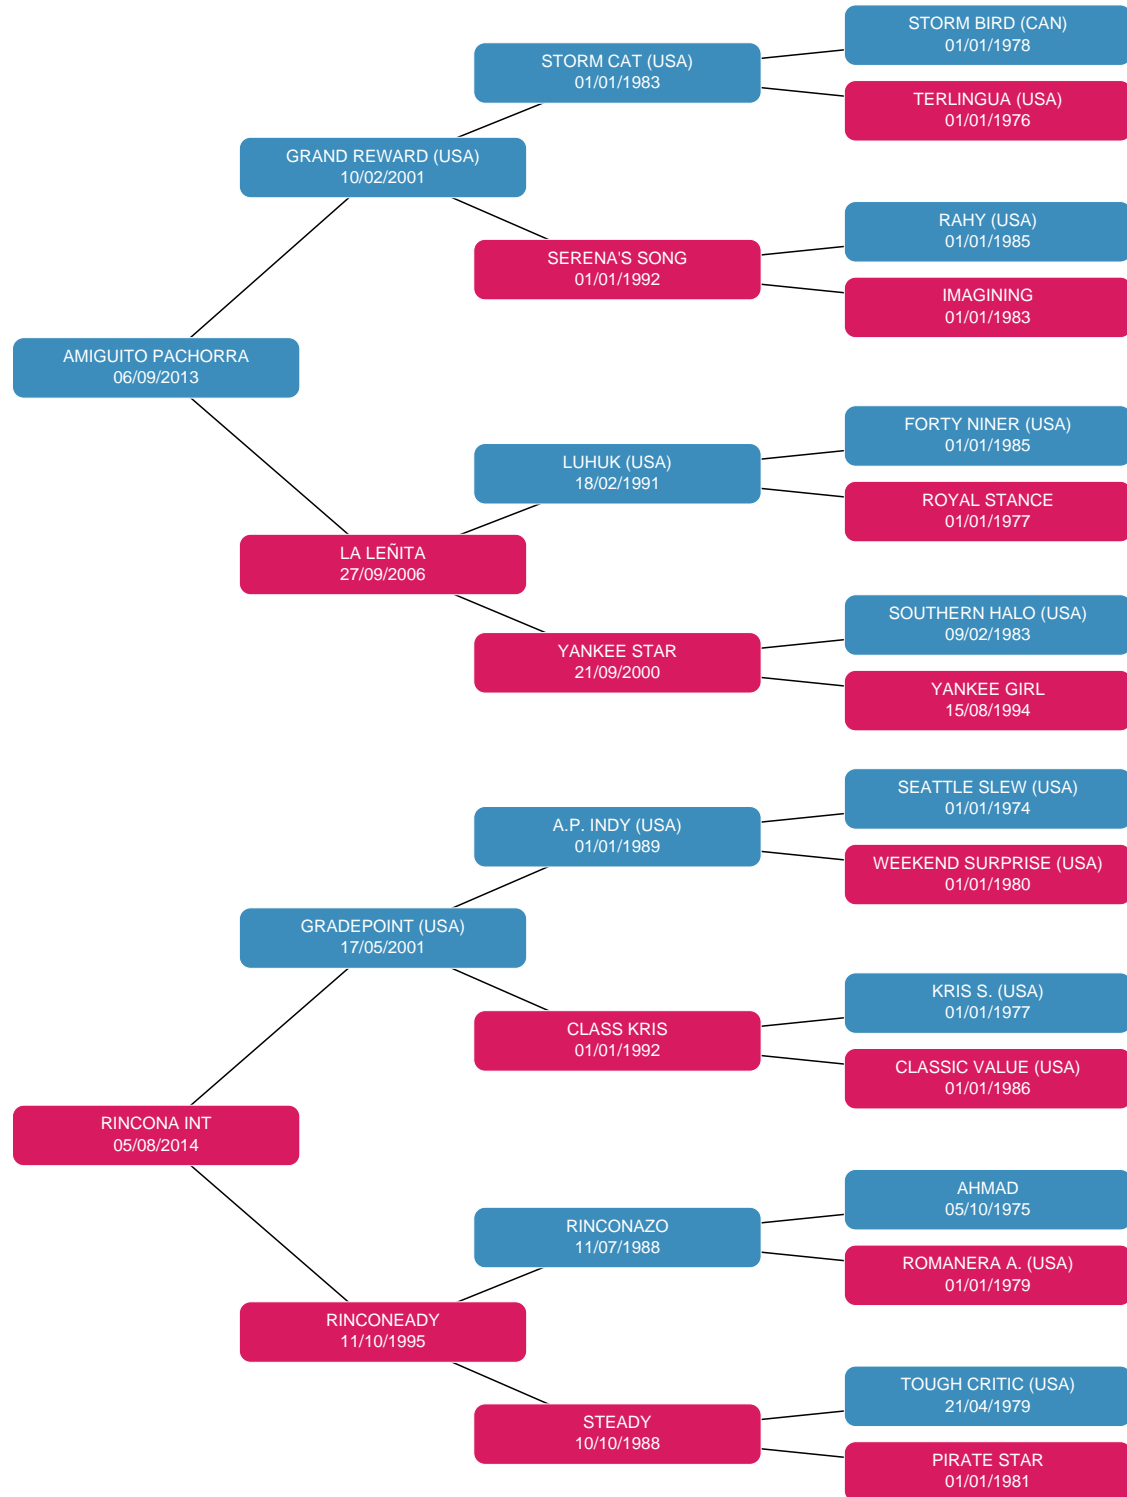 STORM BIRD (CAN)
01/01/1978
STORM CAT (USA)
01/01/1983
TERLINGUA (USA)
01/01/1976
GRAND REWARD (USA)
10/02/2001
RAHY (USA)
01/01/1985
SERENA'S SONG
01/01/1992
IMAGINING
01/01/1983
AMIGUITO PACHORRA
06/09/2013
FORTY NINER (USA)
01/01/1985
LUHUK (USA)
18/02/1991
ROYAL STANCE
01/01/1977
LA LEÑITA
27/09/2006
SOUTHERN HALO (USA)
09/02/1983
YANKEE STAR
21/09/2000
YANKEE GIRL
15/08/1994
SEATTLE SLEW (USA)
01/01/1974
A.P. INDY (USA)
01/01/1989
WEEKEND SURPRISE (USA)
01/01/1980
GRADEPOINT (USA)
17/05/2001
KRIS S. (USA)
01/01/1977
CLASS KRIS
01/01/1992
CLASSIC VALUE (USA)
01/01/1986
RINCONA INT
05/08/2014
AHMAD
05/10/1975
RINCONAZO
11/07/1988
ROMANERA A. (USA)
01/01/1979
RINCONEADY
11/10/1995
TOUGH CRITIC (USA)
21/04/1979
STEADY
10/10/1988
PIRATE STAR
01/01/1981